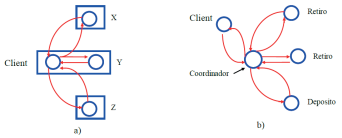 X
Client
Y
Z
a)
Client
Retiro
Retiro
Coordinador
Deposito
b)